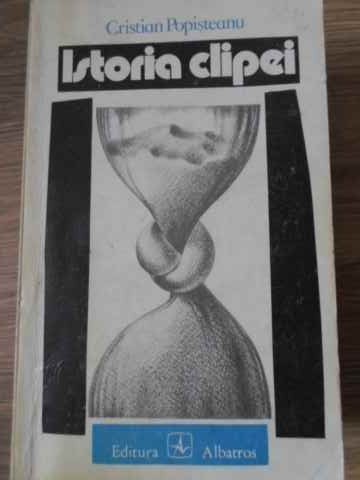 Cristian Popisteanu
Istoria clipei
Editura Albatros